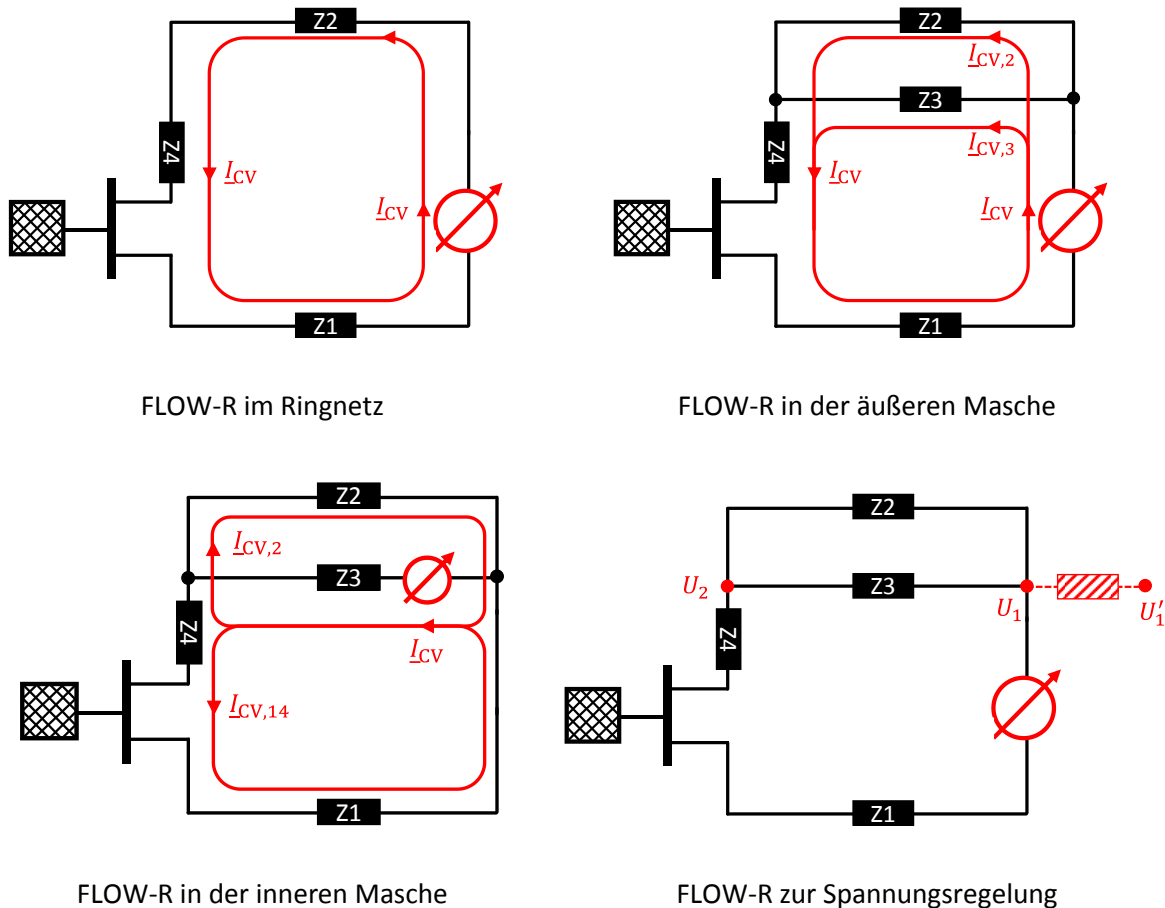 Z2
Z4
I_CV
I_CV
Z1
FLOW-R im Ringnetz
Z2
I_CV,2
Z3
Z4
I_CV,3
I_CV
I_CV
Z1
FLOW-R in der äußeren Masche
Z2
I_CV,2
Z3
Z4
I_CV
I_CV,14
Z1
FLOW-R in der inneren Masche
Z2
U_2
Z3
U_1
U_1′
Z4
Z1
FLOW-R zur Spannungsregelung